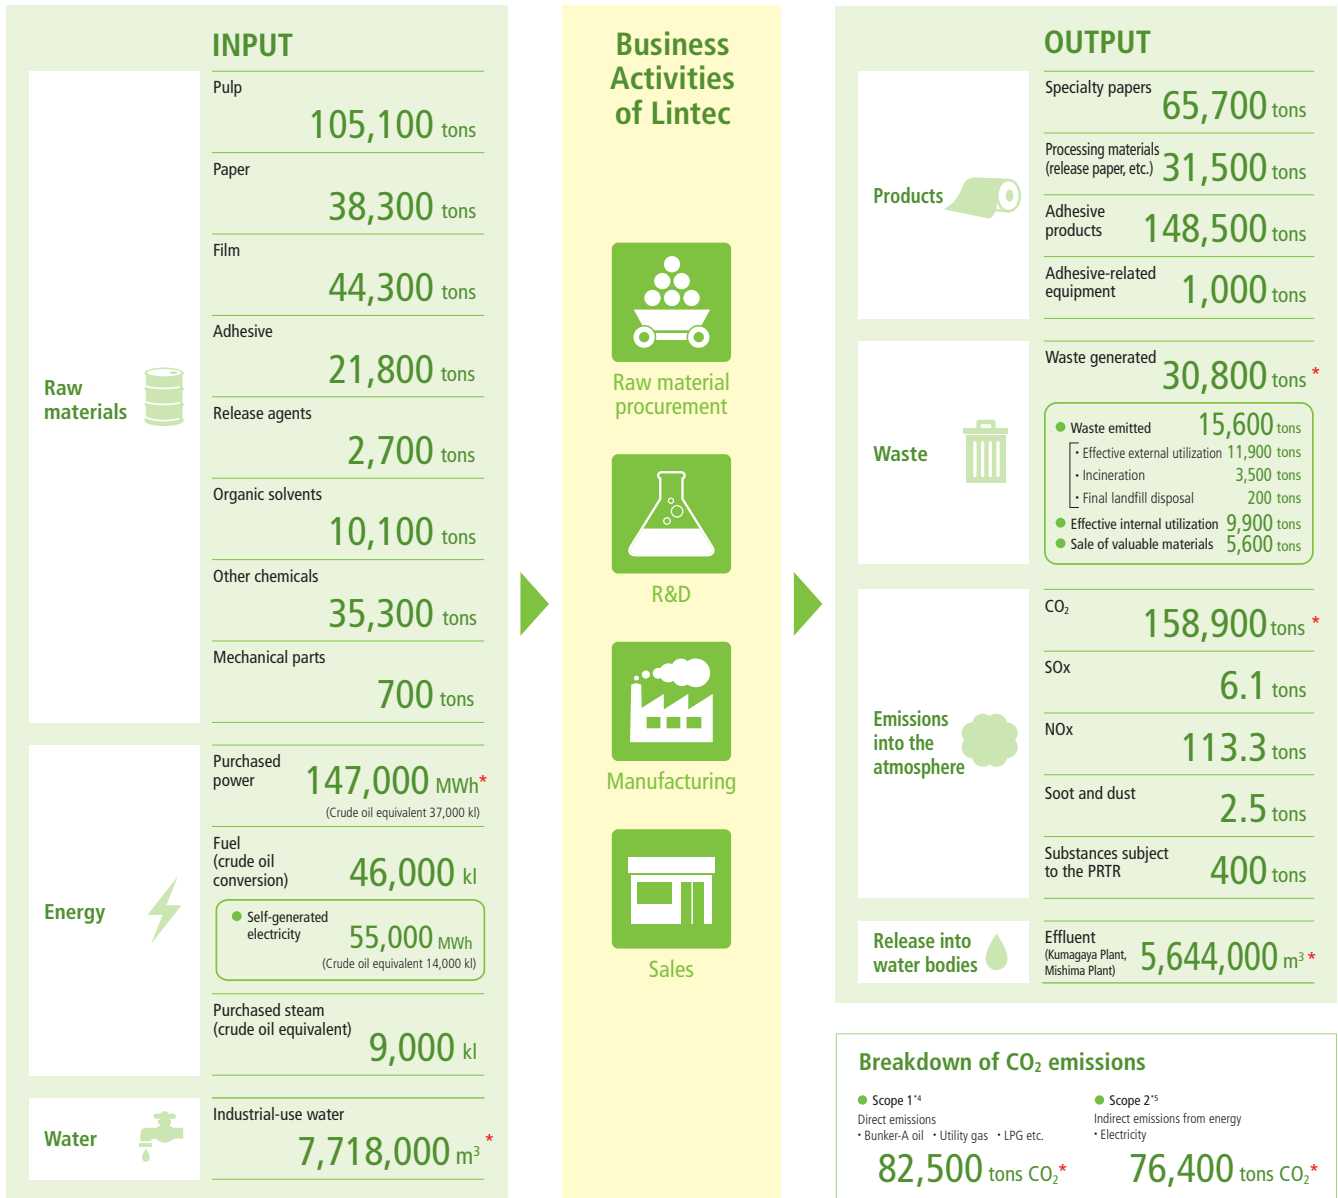 INPUT
Raw
materials
Pulp
105,100 tons
Paper
38,300 tons
Film
44,300 tons
Adhesive
21,800 tons
Release agents
2,700 tons
Organic solvents
10,100 tons
Other chemicals
35,300 tons
Mechanical parts
700 tons
Energy
Purchased
power
147,000 MWh*
(Crude oil equivalent 37,000 kl)
Fuel
(crude oil
conversion)
46,000 kl
● Self-generated
electricity
55,000 MWh
(Crude oil equivalent 14,000 kl)
Purchased steam
(crude oil equivalent)
9,000 kl
Water
Industrial-use water
7,718,000 m³ *
Business
Activities
of Lintec
Raw material
procurement
R&D
Manufacturing
Sales
OUTPUT
Products
Specialty papers
65,700 tons
Processing materials
(release paper, etc.)
31,500 tons
Adhesive
products
148,500 tons
Adhesive-related
equipment
1,000 tons
Waste
Waste generated
30,800 tons *
● Waste emitted 15,600 tons
・Effective external utilization 11,900 tons
・Incineration 3,500 tons
・Final landfill disposal 200 tons
● Effective internal utilization 9,900 tons
● Sale of valuable materials 5,600 tons
Emissions
into the
atmosphere
CO₂
158,900 tons *
SOx
6.1 tons
NOx
113.3 tons
Soot and dust
2.5 tons
Substances subject
to the PRTR
400 tons
Release into
water bodies
Effluent
(Kumagaya Plant,
Mishima Plant)
5,644,000 m³ *
Breakdown of CO₂ emissions
● Scope 1*4
Direct emissions
・Bunker-A oil ・Utility gas ・LPG etc.
82,500 tons CO₂*
● Scope 2*5
Indirect emissions from energy
・Electricity
76,400 tons CO₂*